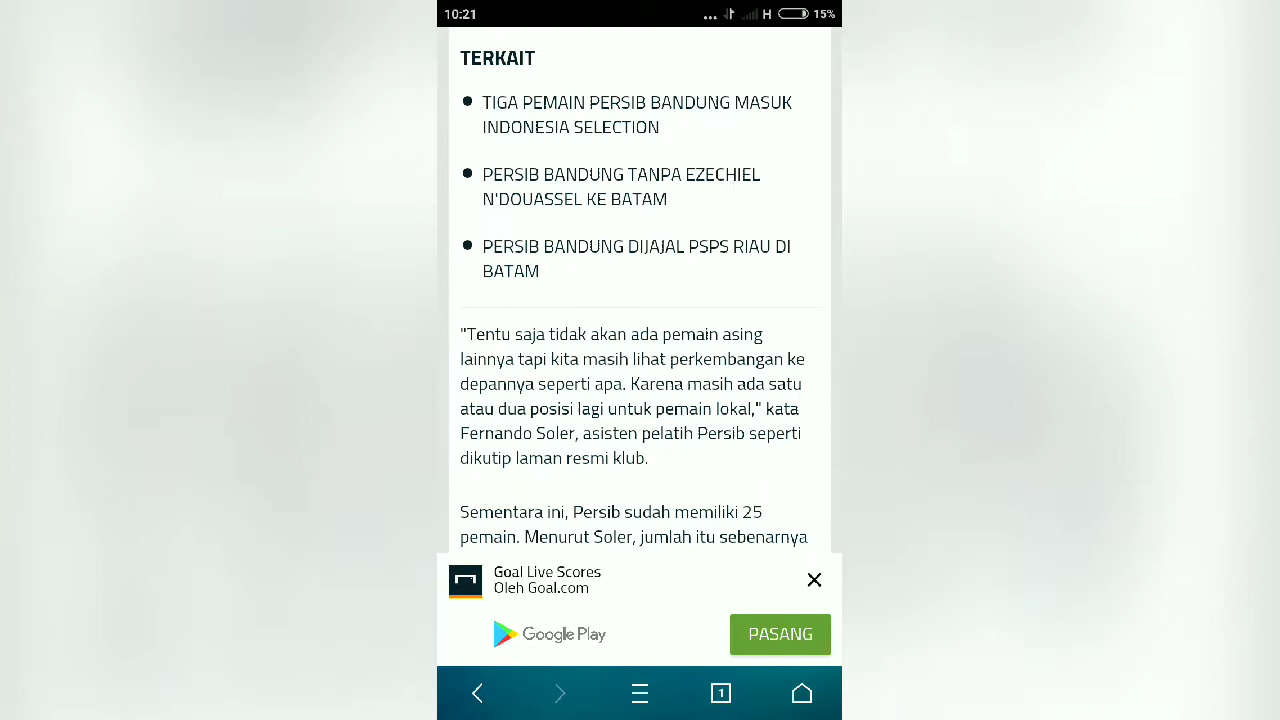 10:21
... H 15%
TERKAIT
TIGA PEMAIN PERSIB BANDUNG MASUK
INDONESIA SELECTION
PERSIB BANDUNG TANPA EZECHIEL
N'DOUASSEL KE BATAM
PERSIB BANDUNG DIJAJAL PSPS RIAU DI
BATAM
"Tentu saja tidak akan ada pemain asing
lainnya tapi kita masih lihat perkembangan ke
depannya seperti apa. Karena masih ada satu
atau dua posisi lagi untuk pemain lokal," kata
Fernando Soler, asisten pelatih Persib seperti
dikutip laman resmi klub.
Sementara ini, Persib sudah memiliki 25
pemain. Menurut Soler, jumlah itu sebenarnya
Goal Live Scores
Oleh Goal.com
Google Play
PASANG
1